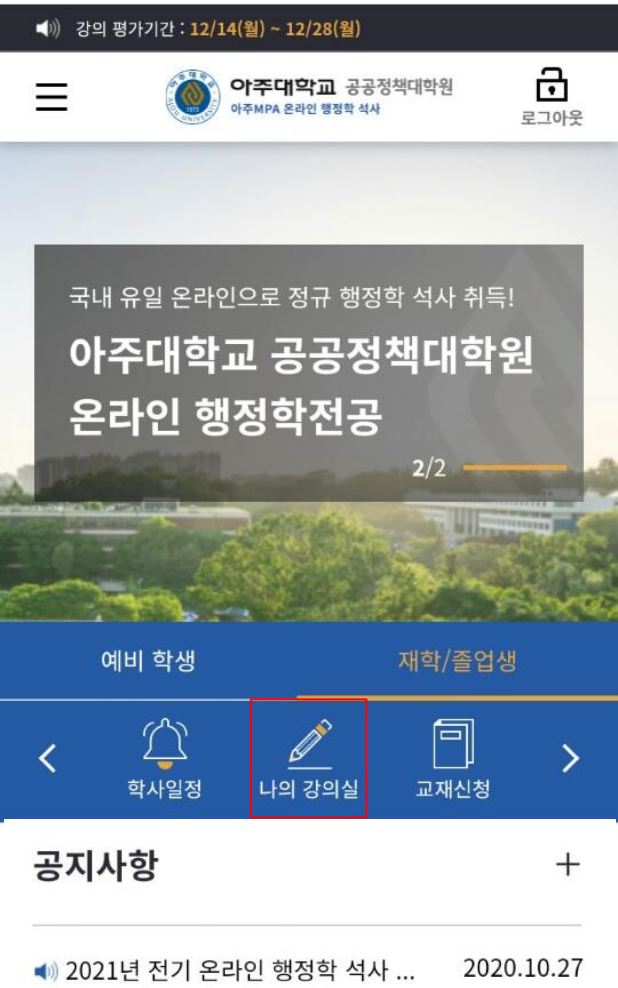 강의 평가기간 : 12/14(월) ~ 12/28(월)
아주대학교 공공정책대학원
아주MPA 온라인 행정학 석사
로그아웃
국내 유일 온라인으로 정규 행정학 석사 취득!
아주대학교 공공정책대학원
온라인 행정학전공
2/2
예비 학생 재학/졸업생
학사일정 나의 강의실 교재신청
공지사항 +
2021년 전기 온라인 행정학 석사 ... 2020.10.27